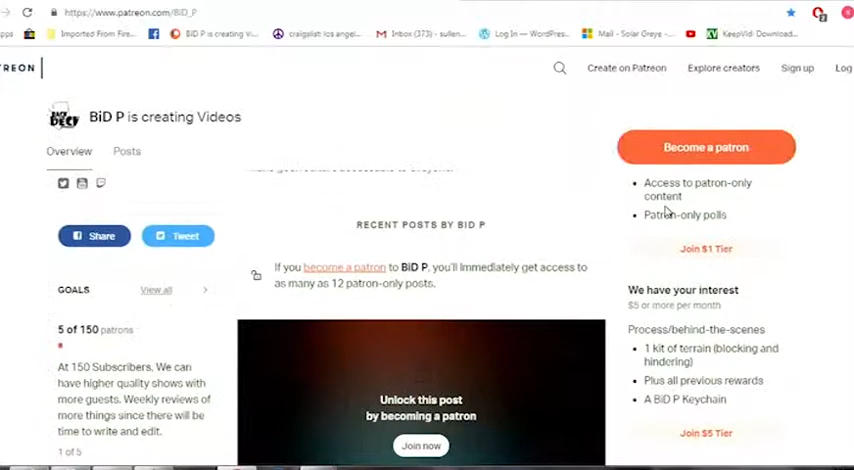 https://www.patreon.com/BiD_P
apps
Imported From Fire...
BiD P is creating Vi...
craigslist: los angel...
Inbox (373) - sullen...
Log In — WordPress...
Mail - Solar Greye -...
KeepVid: Download...
REON
Create on Patreon
Explore creators
Sign up
Log
BiD P is creating Videos
Overview
Posts
Share
Tweet
GOALS
View all
5 of 150 patrons
At 150 Subscribers, We can
have higher quality shows with
more guests. Weekly reviews of
more things since there will be
time to write and edit.
1 of 5
RECENT POSTS BY BID P
If you become a patron to BiD P, you'll immediately get access to
as many as 12 patron-only posts.
Unlock this post
by becoming a patron
Join now
Become a patron
Access to patron-only
content
Patron-only polls
Join $1 Tier
We have your interest
$5 or more per month
Process/behind-the-scenes
1 kit of terrain (blocking and
hindering)
Plus all previous rewards
A BiD P Keychain
Join $5 Tier